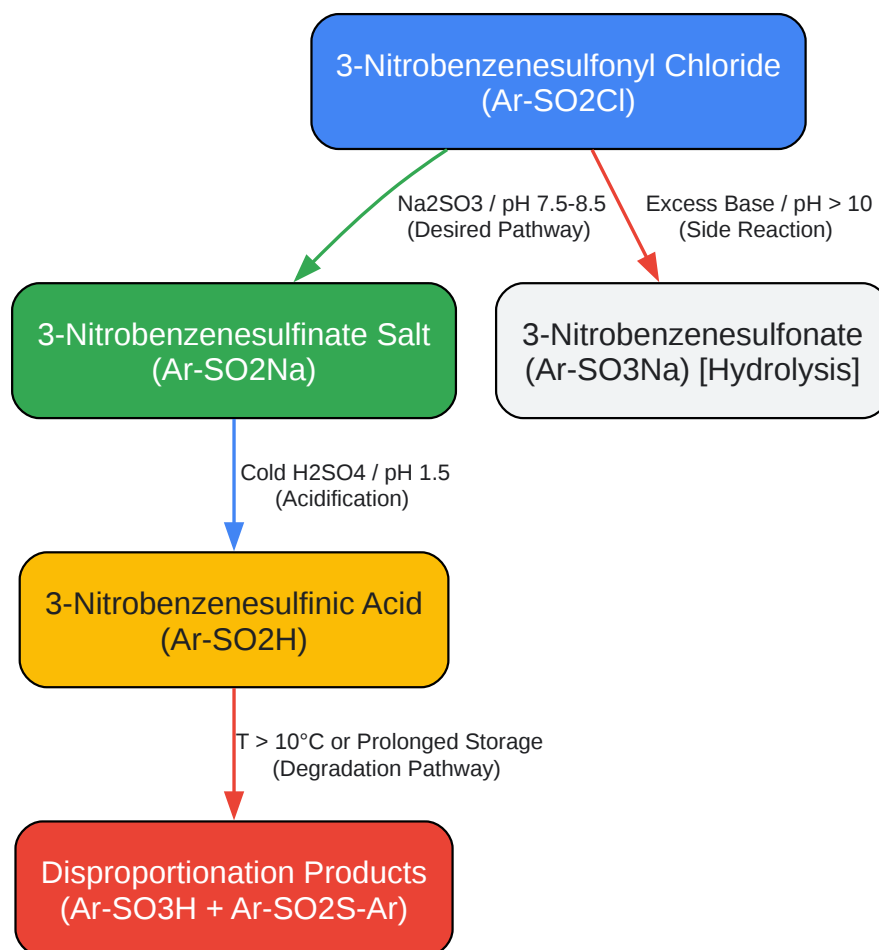 3-Nitrobenzenesulfonyl Chloride
(Ar-SO2Cl)
Na2SO3 / pH 7.5-8.5
(Desired Pathway)
Excess Base / pH > 10
(Side Reaction)
3-Nitrobenzenesulfinate Salt
(Ar-SO2Na)
3-Nitrobenzenesulfonate
(Ar-SO3Na) [Hydrolysis]
Cold H2SO4 / pH 1.5
(Acidification)
3-Nitrobenzenesulfinic Acid
(Ar-SO2H)
T > 10°C or Prolonged Storage
(Degradation Pathway)
Disproportionation Products
(Ar-SO3H + Ar-SO2S-Ar)